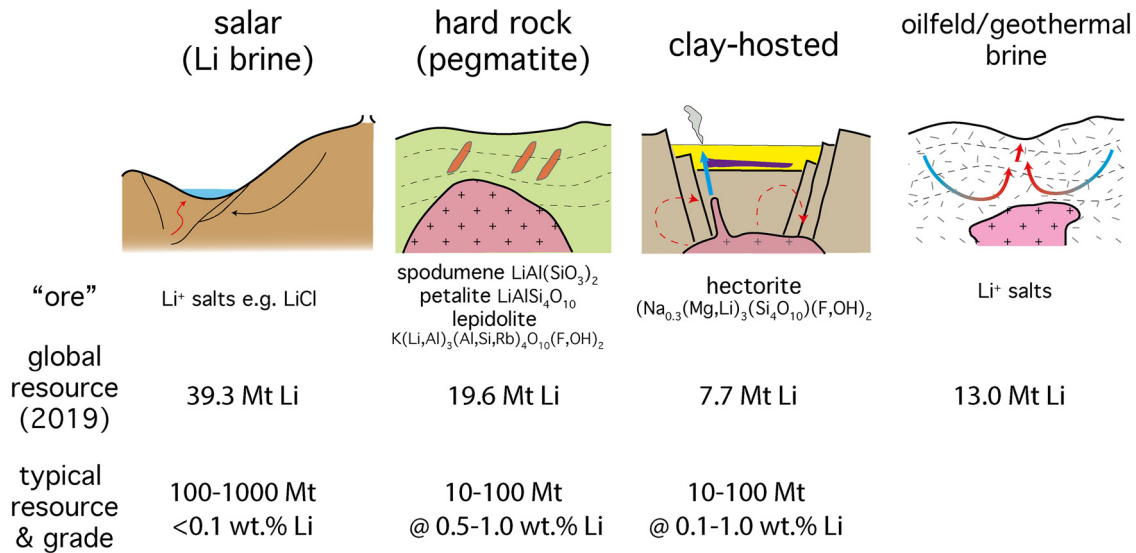 salar
(Li brine)
hard rock
(pegmatite)
clay-hosted
oilfeld/geothermal
brine
“ore”
Li⁺ salts e.g. LiCl
spodumene LiAl(SiO₃)₂
petalite LiAlSi₄O₁₀
lepidolite
K(Li,Al)₃(Al,Si,Rb)₄O₁₀(F,OH)₂
hectorite
(Na₀.₃(Mg,Li)₃(Si₄O₁₀)(F,OH)₂
Li⁺ salts
global
resource
(2019)
39.3 Mt Li
19.6 Mt Li
7.7 Mt Li
13.0 Mt Li
typical
resource
& grade
100-1000 Mt
<0.1 wt.% Li
10-100 Mt
@ 0.5-1.0 wt.% Li
10-100 Mt
@ 0.1-1.0 wt.% Li